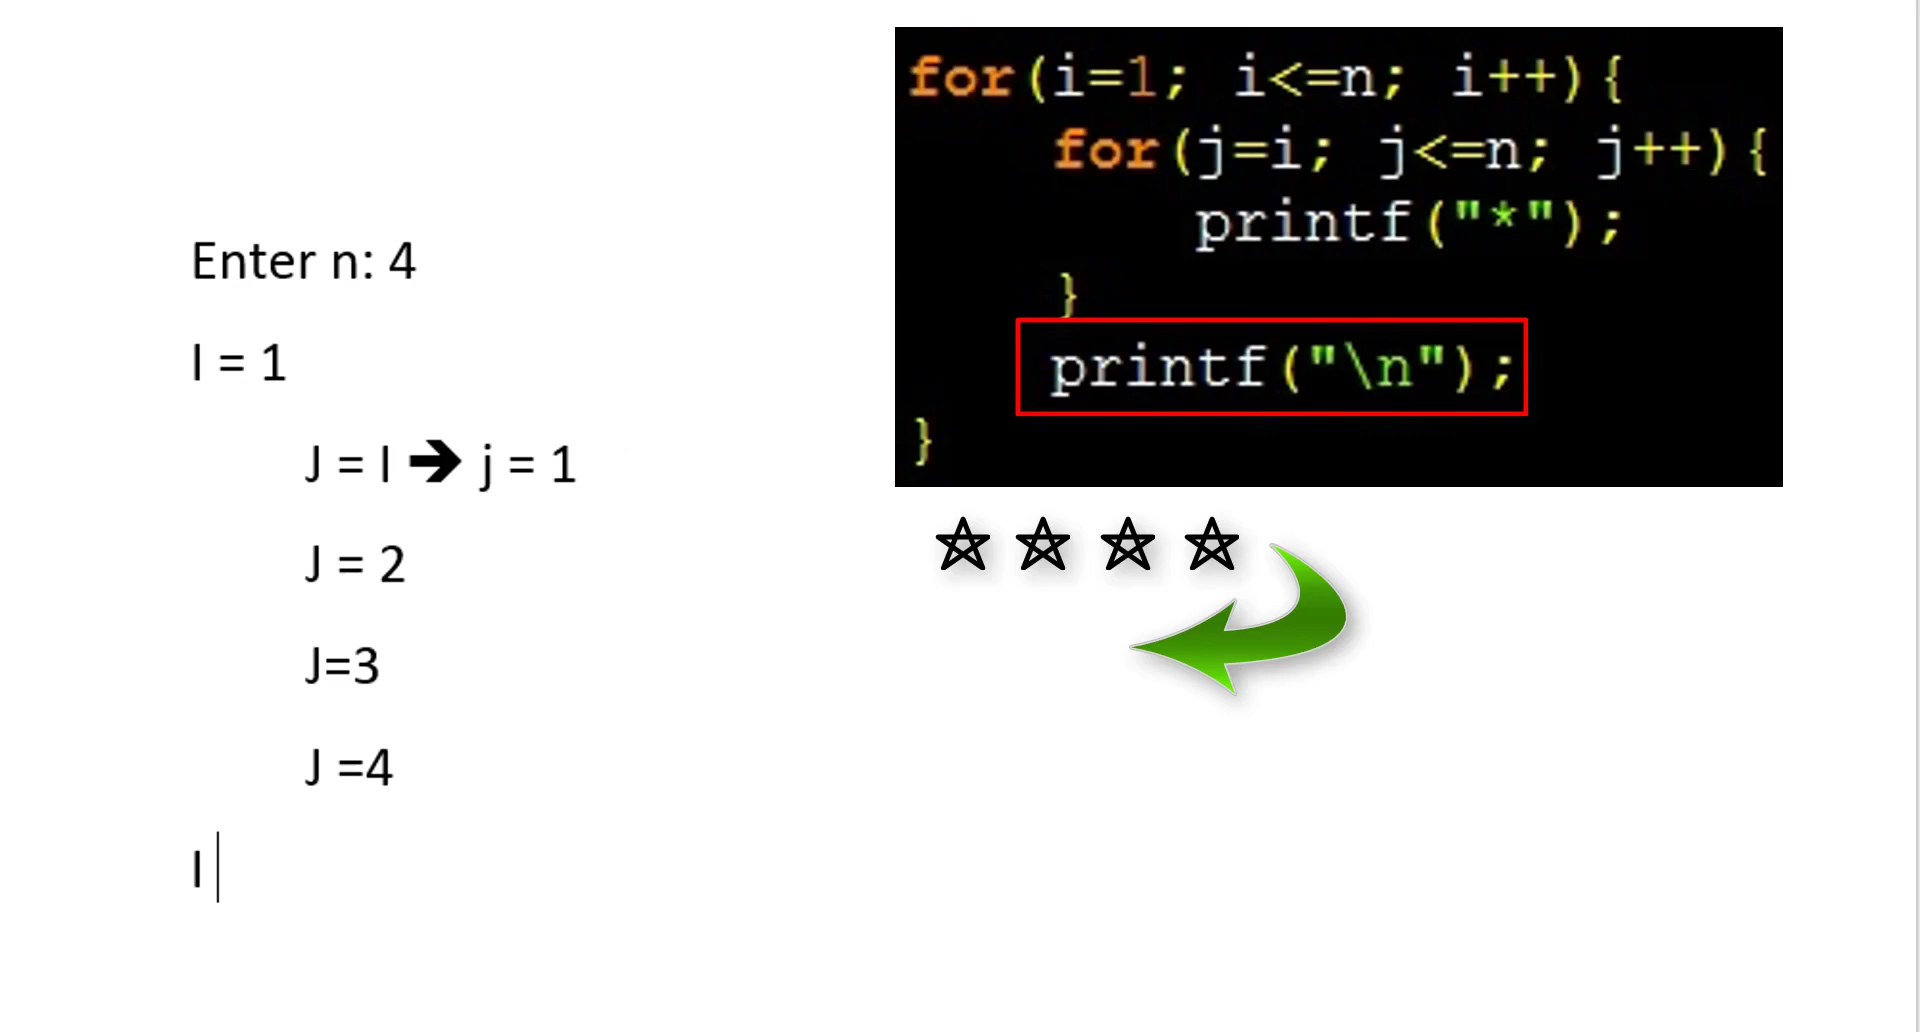 Enter n: 4
I = 1
J = I 🡺 j = 1
J = 2
J=3
J =4
I
for(i=1; i<=n; i++){
for(j=i; j<=n; j++){
printf("*");
}
printf("\n");
}